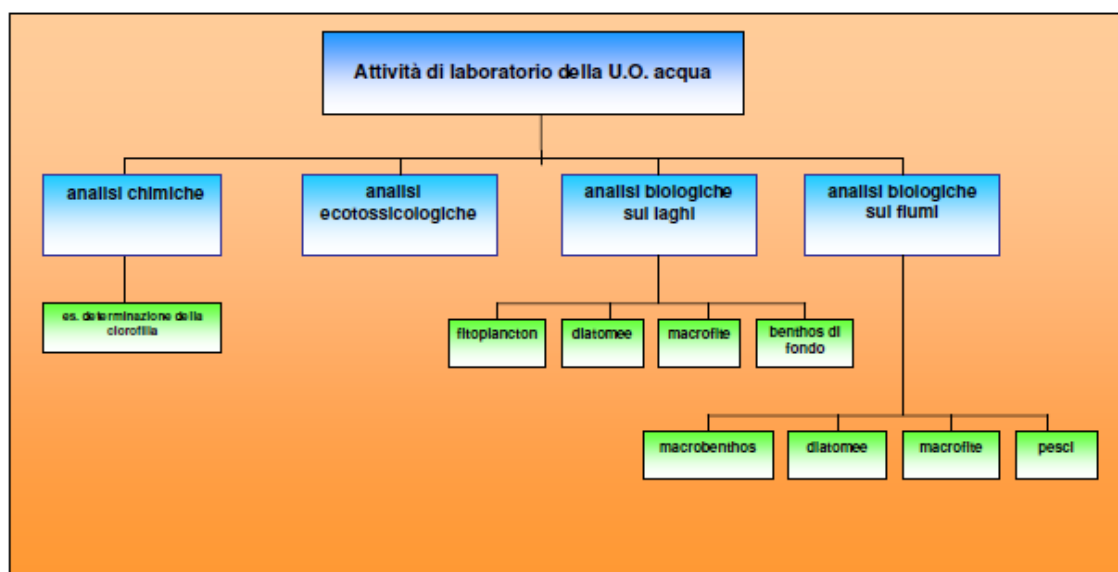 Attività di laboratorio della U.O. acqua
analisi chimiche
analisi
ecotossicologiche
analisi biologiche
sui laghi
analisi biologiche
sui fiumi
es. determinazione della
clorofilla
fitoplancton
diatomee
macrofite
benthos di
fondo
macrobenthos
diatomee
macrofite
pesci